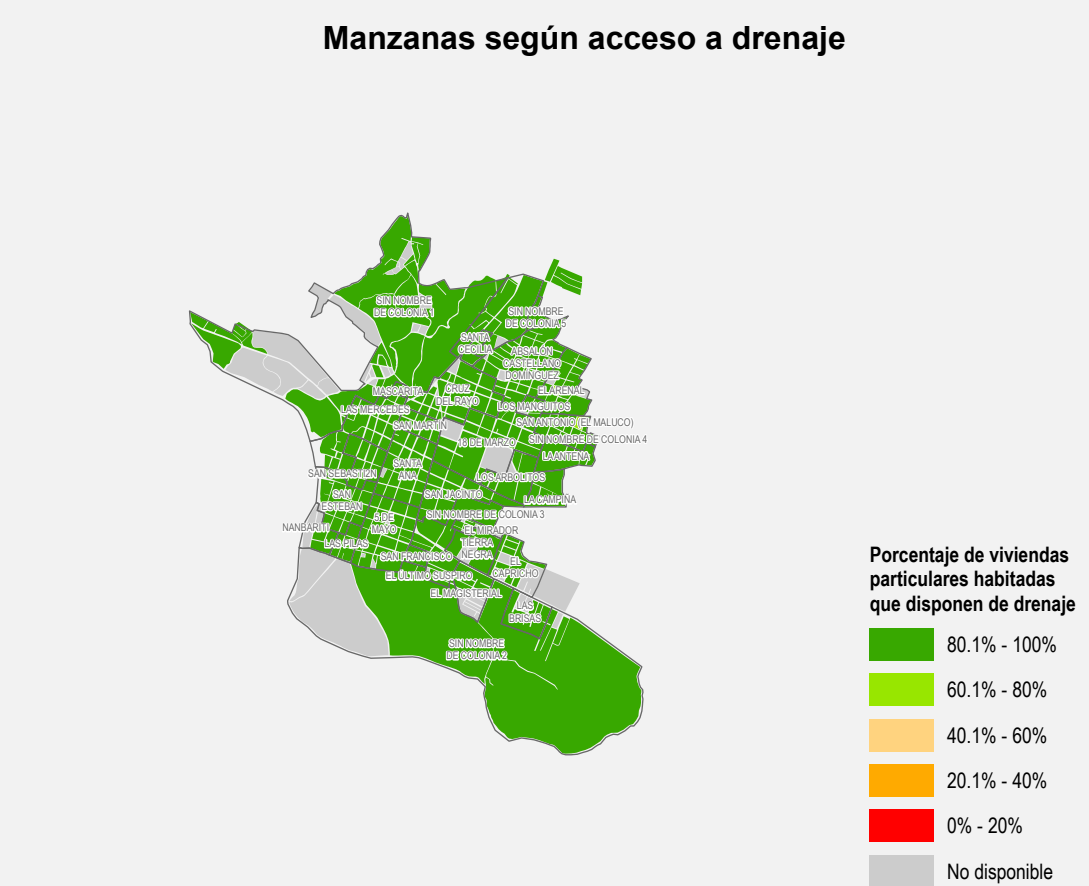 Manzanas según acceso a drenaje
SIN NOMBRE
DE COLONIA 1
SIN NOMBRE
DE COLONIA 5
SANTA
CECILIA
ABSALÓN
CASTELLANO
DOMÍNGUEZ
EL ARENAL
MASCARITA
CRUZ
DEL RAYO
LAS MERCEDES
LOS MANGUITOS
SAN MARTÍN
SAN ANTONIO (EL MALUCO)
18 DE MARZO
SIN NOMBRE DE COLONIA 4
LA ANTENA
SANTA
ANA
SAN SEBASTIZN
LOS ARBOLITOS
SAN
ESTEBAN
SAN JACINTO
LA CAMPIÑA
SIN NOMBRE DE COLONIA 3
NANBARITI
5 DE
MAYO
EL MIRADOR
LAS PILAS
TIERRA
NEGRA
SAN FRANCISCO
EL
CAPRICHO
EL ÚLTIMO SUSPIRO
EL MAGISTERIAL
LAS
BRISAS
SIN NOMBRE
DE COLONIA 2
Porcentaje de viviendas
particulares habitadas
que disponen de drenaje
80.1% - 100%
60.1% - 80%
40.1% - 60%
20.1% - 40%
0% - 20%
No disponible